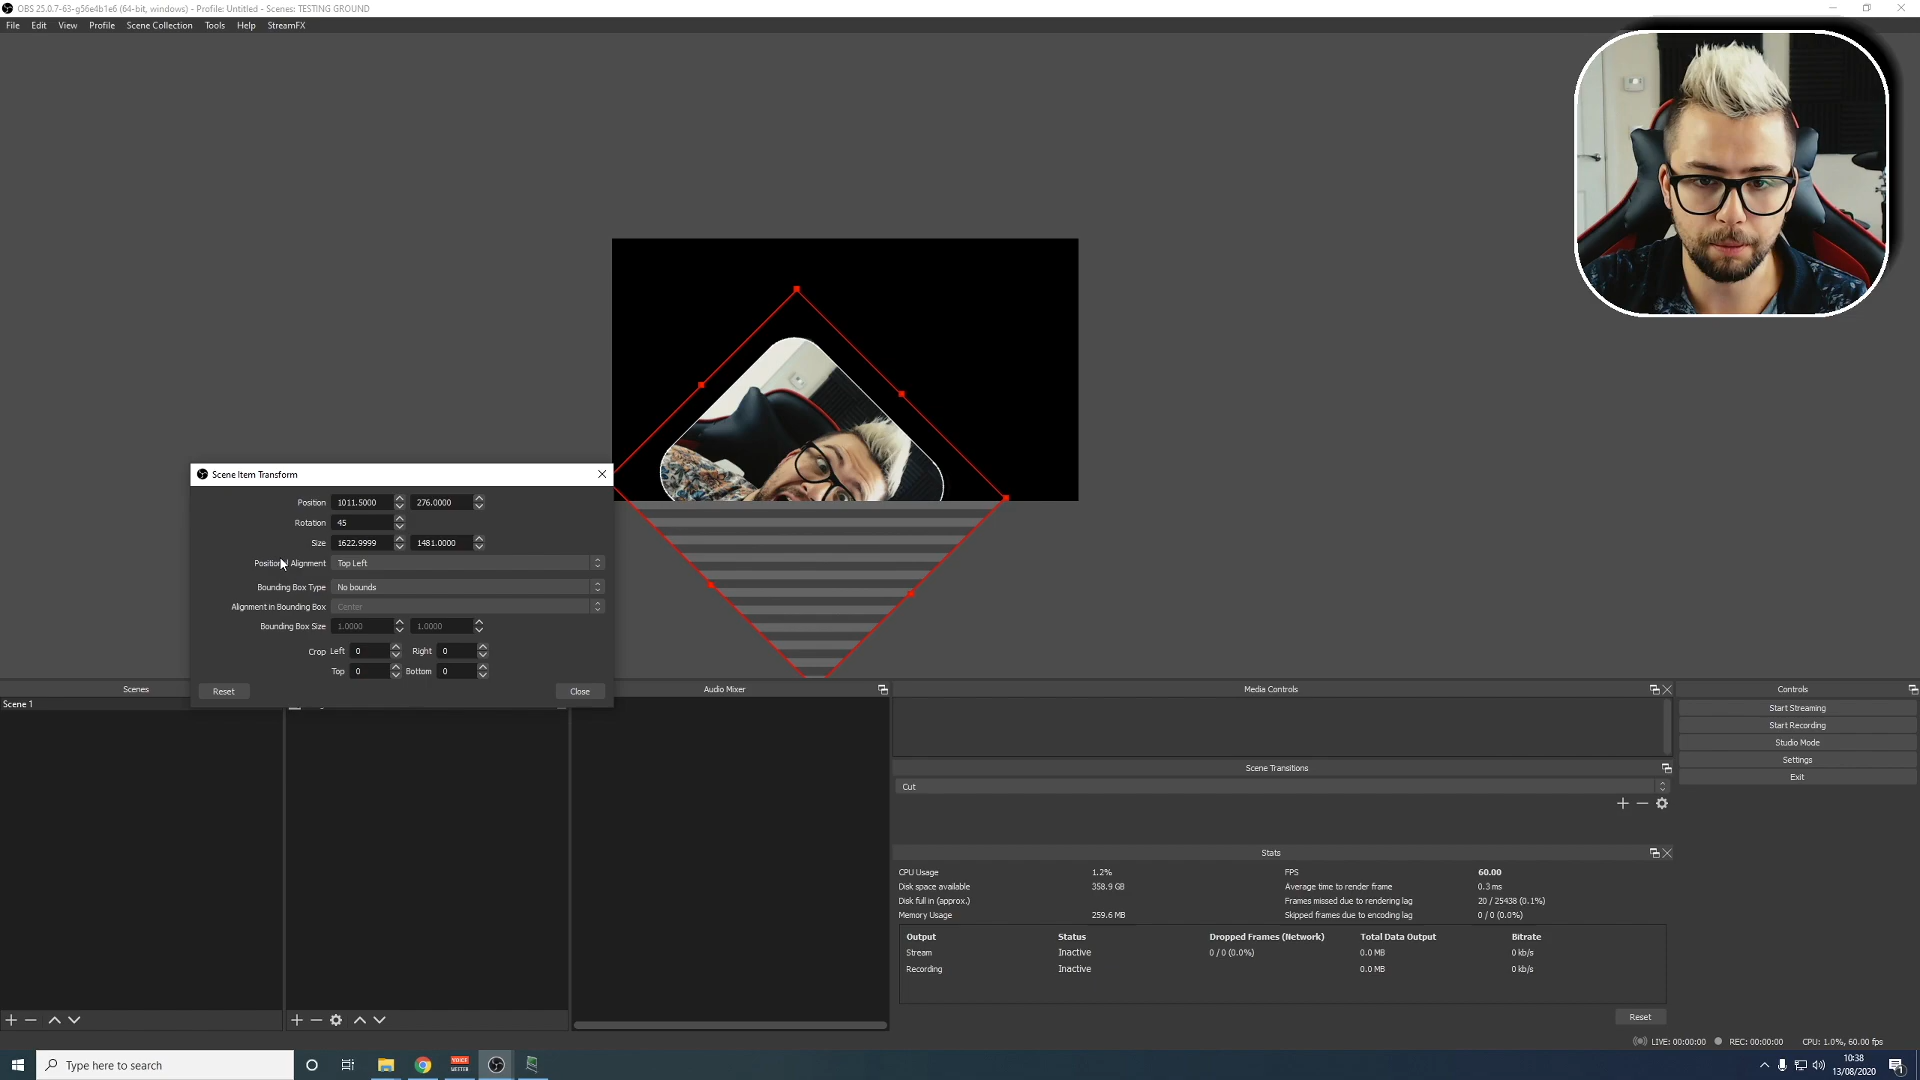 OBS 25.0.7-63-g56e4b1e6 (64-bit, windows) - Profile: Untitled - Scenes: TESTING GROUND
File Edit View Profile Scene Collection Tools Help StreamFX
Scene Item Transform
Position 1011.5000 276.0000
Rotation 45
Size 1622.9999 1481.0000
Positional Alignment Top Left
Bounding Box Type No bounds
Alignment in Bounding Box Center
Bounding Box Size 1.0000 1.0000
Crop Left 0 Right 0
Top 0 Bottom 0
Reset Close
Scenes Audio Mixer Media Controls Controls
Scene 1
Start Streaming
Start Recording
Studio Mode
Settings
Exit
Scene Transitions
Cut
Stats
CPU Usage 1.2% FPS 60.00
Disk space available 358.9 GB Average time to render frame 0.3 ms
Disk full in (approx.) Frames missed due to rendering lag 20 / 25438 (0.1%)
Memory Usage 259.6 MB Skipped frames due to encoding lag 0 / 0 (0.0%)
Output Status Dropped Frames (Network) Total Data Output Bitrate
Stream Inactive 0 / 0 (0.0%) 0.0 MB 0 kb/s
Recording Inactive 0.0 MB 0 kb/s
Reset
LIVE: 00:00:00 REC: 00:00:00 CPU: 1.0%, 60.00 fps
Type here to search
VOICE
MEETER
10:38
13/08/2020
1